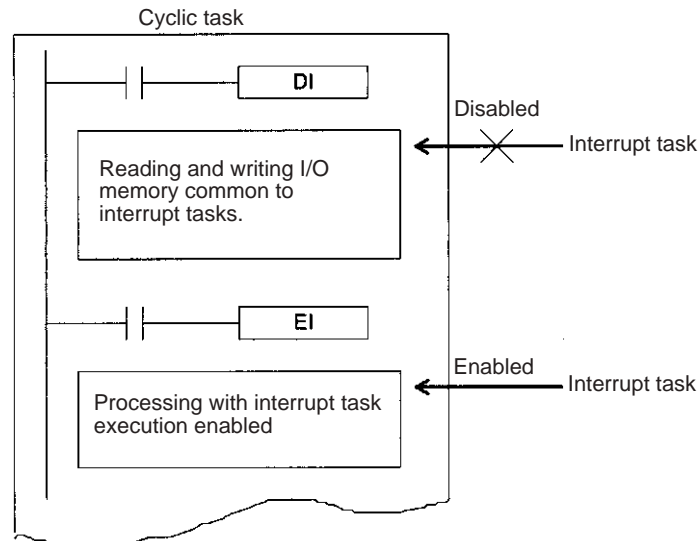 Cyclic task
DI
Disabled
Interrupt task
Reading and writing I/O
memory common to
interrupt tasks.
EI
Enabled
Interrupt task
Processing with interrupt task
execution enabled